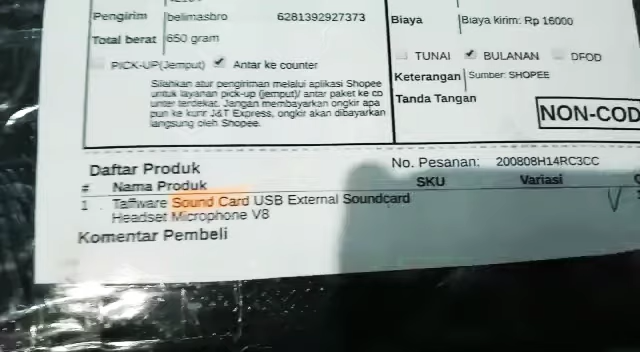 Pengirim belimasbro 6281392927373
Biaya Biaya kirim: Rp 16000
Total berat 650 gram
PICK-UP(Jemput) Antar ke counter
TUNAI BULANAN DFOD
Silahkan atur pengiriman melalui aplikasi Shopee
untuk layanan pick-up (jemput)/ antar paket ke co
unter terdekat. Jangan membayarkan ongkir apa
pun ke kurir J&T Express, ongkir akan dibayarkan
langsung oleh Shopee.
Keterangan Sumber: SHOPEE
Tanda Tangan
NON-COD
Daftar Produk
No. Pesanan: 200808H14RC3CC
# Nama Produk SKU Variasi
1 Taffware Sound Card USB External Soundcard
Headset Microphone V8
Komentar Pembeli